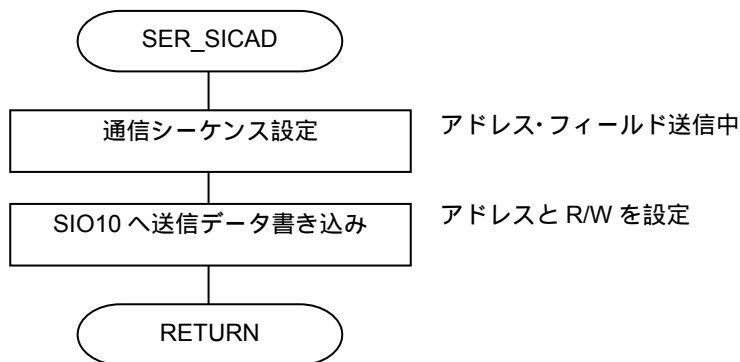 SER_SICAD
通信シーケンス設定
アドレス・フィールド送信中
SIO10 へ送信データ書き込み
アドレスと R/W を設定
RETURN